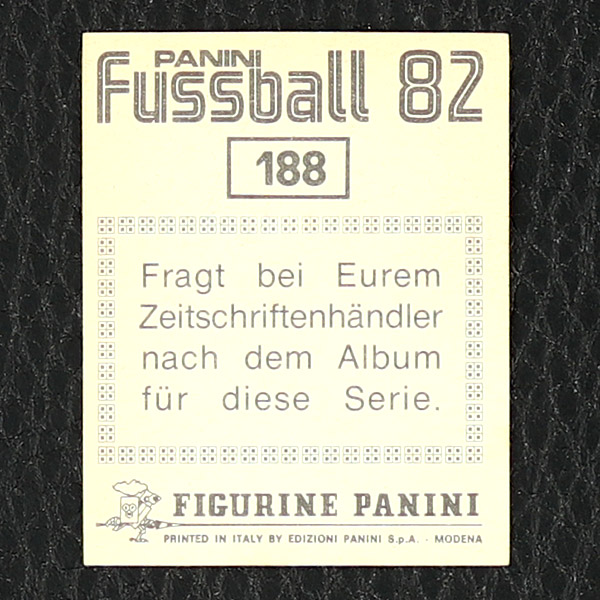 PANINI
Fussball 82
188
Fragt bei Eurem
Zeitschriftenhändler
nach dem Album
für diese Serie.
FIGURINE PANINI
PRINTED IN ITALY BY EDIZIONI PANINI S.p.A. - MODENA